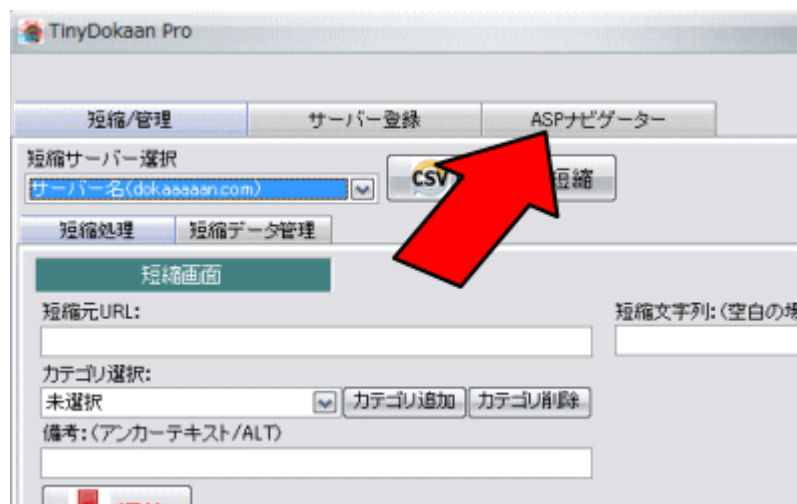 TinyDokaan Pro
短縮/管理 サーバー登録 ASPナビゲーター
短縮サーバー選択
サーバー名(dokaaaaan.com) CSV 短縮
短縮処理 短縮データ管理
短縮画面
短縮元URL: 短縮文字列:(空白の場
カテゴリ選択:
未選択 カテゴリ追加 カテゴリ削除
備考:(アンカーテキスト/ALT)